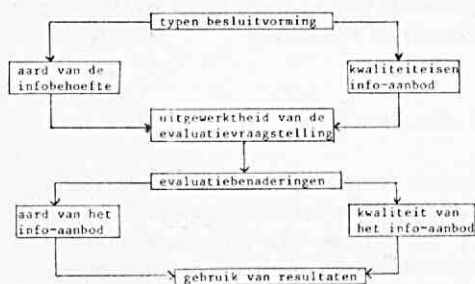 typen besluitvorming
aard van de
infobehoefte
kwaliteiteisen
info-aanbod
uitgewerktheid van de
evaluatievraagstelling
evaluatiebenaderingen
aard van het
info-aanbod
kwaliteit van
het info-aanbod
gebruik van resultaten